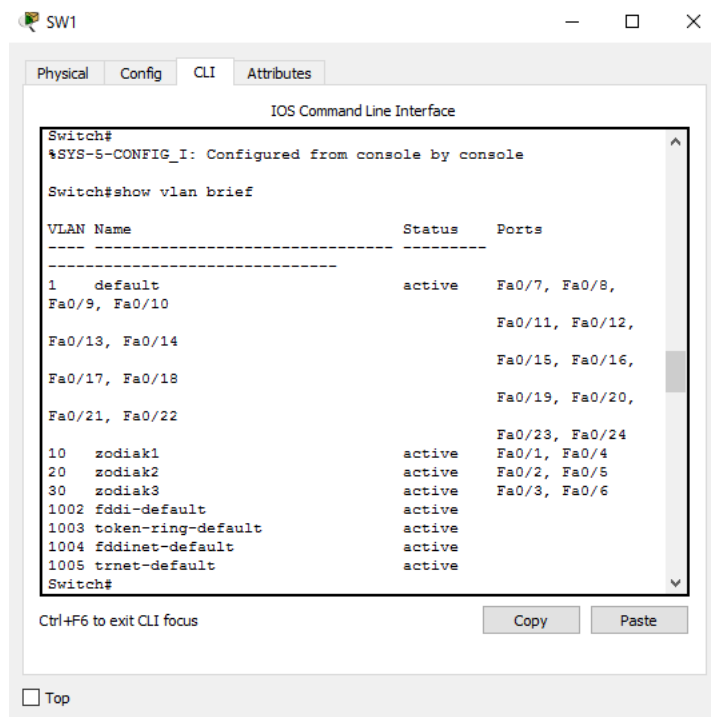 SW1
Physical Config CLI Attributes
IOS Command Line Interface
Switch#
%SYS-5-CONFIG_I: Configured from console by console
Switch#show vlan brief
VLAN Name Status Ports
---- -------------------------------- ---------
-------------------------------
1 default active Fa0/7, Fa0/8,
Fa0/9, Fa0/10
Fa0/11, Fa0/12,
Fa0/13, Fa0/14
Fa0/15, Fa0/16,
Fa0/17, Fa0/18
Fa0/19, Fa0/20,
Fa0/21, Fa0/22
Fa0/23, Fa0/24
10 zodiak1 active Fa0/1, Fa0/4
20 zodiak2 active Fa0/2, Fa0/5
30 zodiak3 active Fa0/3, Fa0/6
1002 fddi-default active
1003 token-ring-default active
1004 fddinet-default active
1005 trnet-default active
Switch#
Ctrl+F6 to exit CLI focus
Copy Paste
Top